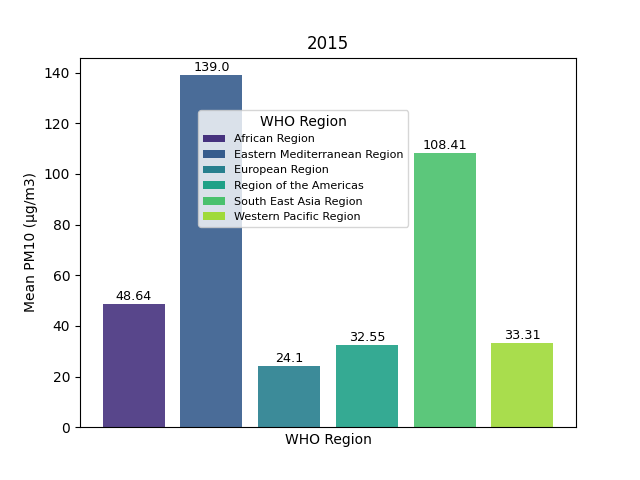 2015
Mean PM10 (µg/m3)
140
120
100
80
60
40
20
0
48.64
139.0
24.1
32.55
108.41
33.31
WHO Region
African Region
Eastern Mediterranean Region
European Region
Region of the Americas
South East Asia Region
Western Pacific Region
WHO Region